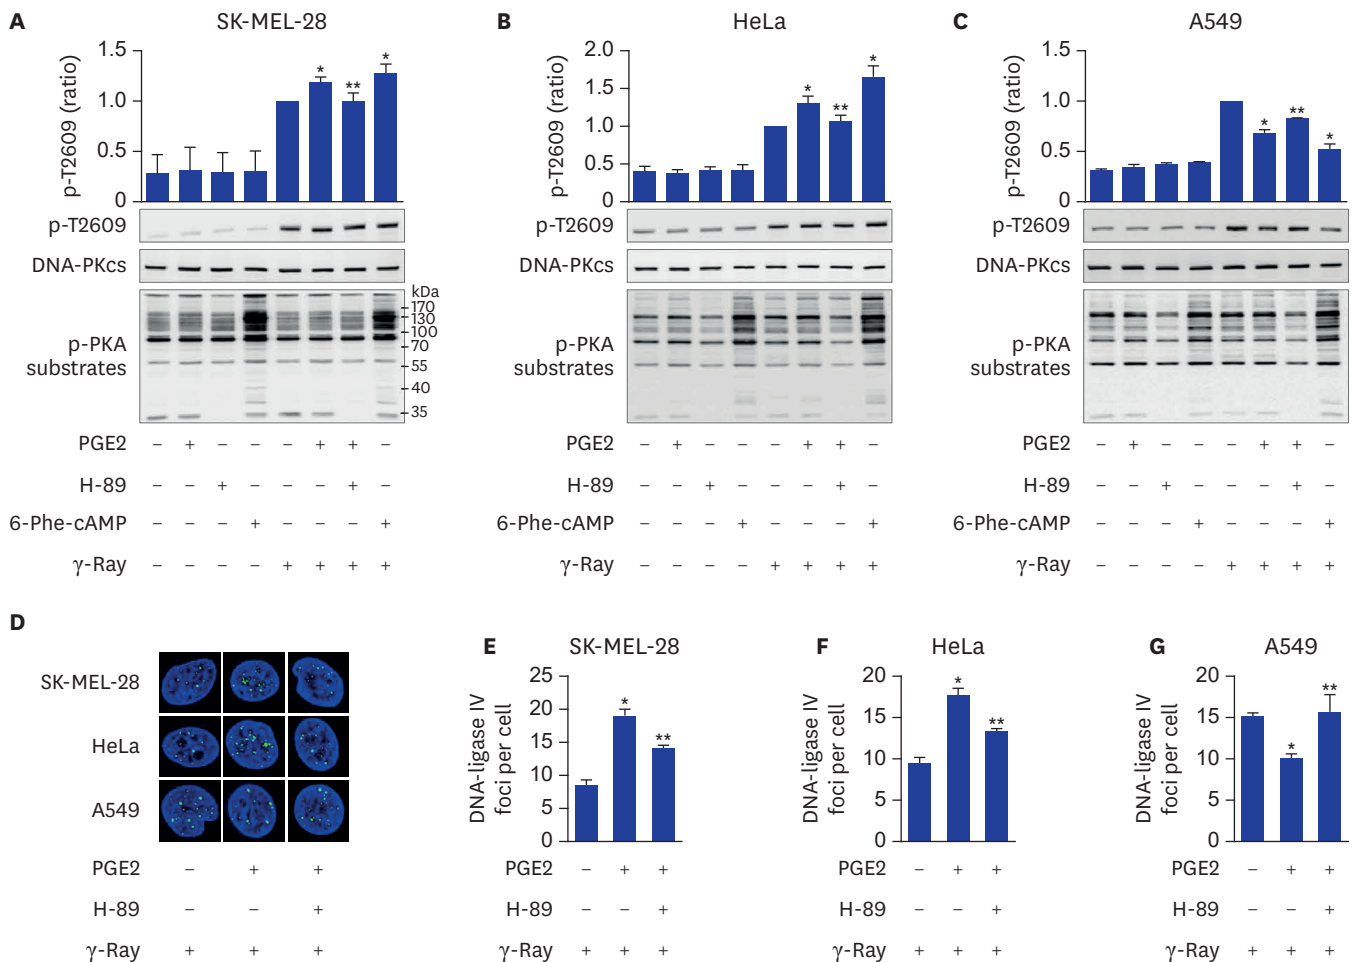 A SK-MEL-28
p-T2609 (ratio)
1.5
1.0
0.5
0
* ** *
p-T2609
DNA-PKcs
p-PKA
substrates
kDa
170
130
100
70
55
40
35
PGE2 – + – – – + + –
H-89 – – + – – – + –
6-Phe-cAMP – – – + – – – +
γ-Ray – – – – + + + +
B HeLa
p-T2609 (ratio)
2.0
1.5
1.0
0.5
0
* ** *
p-T2609
DNA-PKcs
p-PKA
substrates
PGE2 – + – – – + + –
H-89 – – + – – – + –
6-Phe-cAMP – – – + – – – +
γ-Ray – – – – + + + +
C A549
p-T2609 (ratio)
1.5
1.0
0.5
0
* ** *
p-T2609
DNA-PKcs
p-PKA
substrates
PGE2 – + – – – + + –
H-89 – – + – – – + –
6-Phe-cAMP – – – + – – – +
γ-Ray – – – – + + + +
D
SK-MEL-28
HeLa
A549
PGE2 – + +
H-89 – – +
γ-Ray + + +
E SK-MEL-28
DNA-ligase IV
foci per cell
25
20
15
10
5
0
* **
PGE2 – + +
H-89 – – +
γ-Ray + + +
F HeLa
DNA-ligase IV
foci per cell
20
15
10
5
0
* **
PGE2 – + +
H-89 – – +
γ-Ray + + +
G A549
DNA-ligase IV
foci per cell
20
15
10
5
0
* **
PGE2 – + +
H-89 – – +
γ-Ray + + +